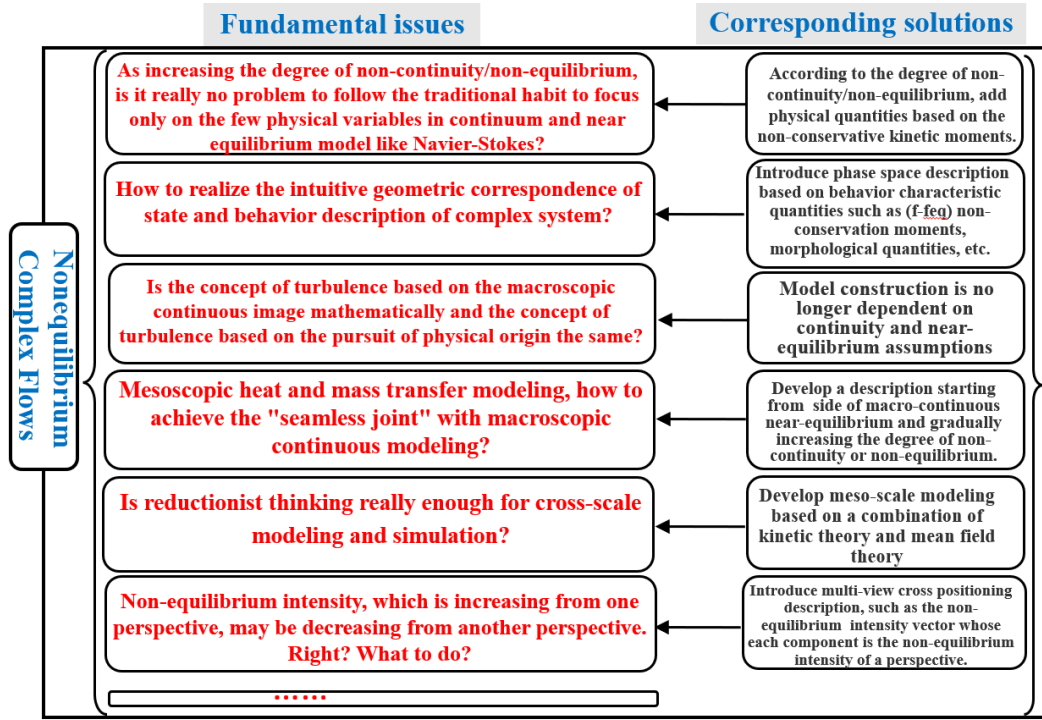 Fundamental issues
Corresponding solutions
Nonequilibrium
Complex Flows
As increasing the degree of non-continuity/non-equilibrium,
is it really no problem to follow the traditional habit to focus
only on the few physical variables in continuum and near
equilibrium model like Navier-Stokes?
According to the degree of non-
continuity/non-equilibrium, add
physical quantities based on the
non-conservative kinetic moments.
How to realize the intuitive geometric correspondence of
state and behavior description of complex system?
Introduce phase space description
based on behavior characteristic
quantities such as (f-feq) non-
conservation moments,
morphological quantities, etc.
Is the concept of turbulence based on the macroscopic
continuous image mathematically and the concept of
turbulence based on the pursuit of physical origin the same?
Model construction is no
longer dependent on
continuity and near-
equilibrium assumptions
Mesoscopic heat and mass transfer modeling, how to
achieve the "seamless joint" with macroscopic
continuous modeling?
Develop a description starting
from side of macro-continuous
near-equilibrium and gradually
increasing the degree of non-
continuity or non-equilibrium.
Is reductionist thinking really enough for cross-scale
modeling and simulation?
Develop meso-scale modeling
based on a combination of
kinetic theory and mean field
theory
Non-equilibrium intensity, which is increasing from one
perspective, may be decreasing from another perspective.
Right? What to do?
Introduce multi-view cross positioning
description, such as the non-
equilibrium intensity vector whose
each component is the non-equilibrium
intensity of a perspective.
······